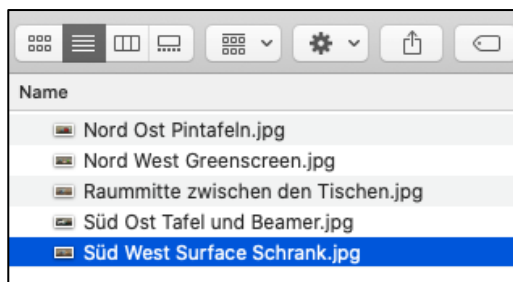 Name
Nord Ost Pintafeln.jpg
Nord West Greenscreen.jpg
Raummitte zwischen den Tischen.jpg
Süd Ost Tafel und Beamer.jpg
Süd West Surface Schrank.jpg